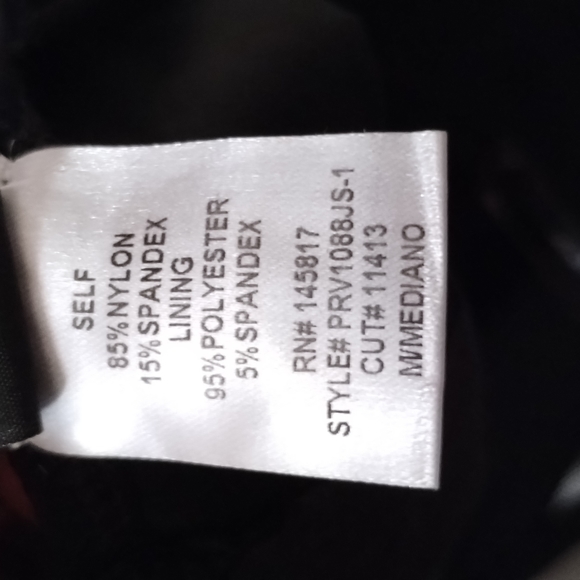 SELF
85% NYLON
15% SPANDEX
LINING
95% POLYESTER
5% SPANDEX
RN# 145817
STYLE# PRV1088JS-1
CUT# 11413
M/MEDIANO